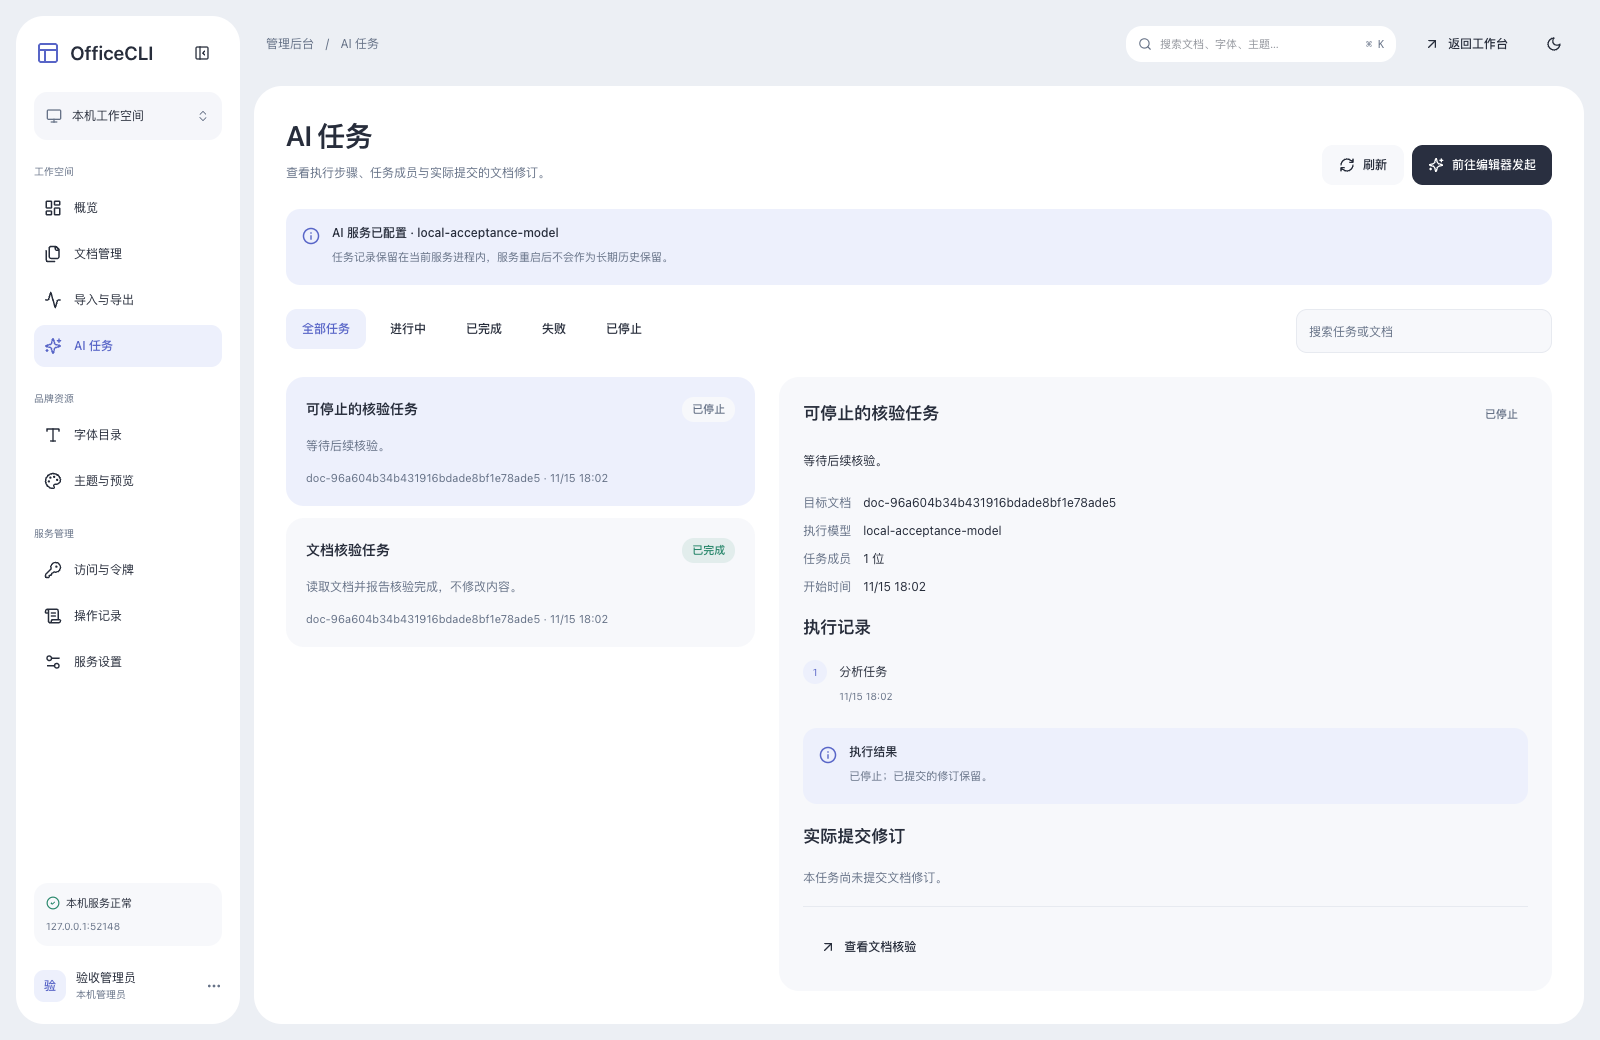 OfficeCLI
本机工作空间
工作空间
概览
文档管理
导入与导出
AI 任务
品牌资源
字体目录
主题与预览
服务管理
访问与令牌
操作记录
服务设置
本机服务正常
127.0.0.1:52148
验
验收管理员
本机管理员
管理后台 / AI 任务
搜索文档、字体、主题...
⌘ K
返回工作台
AI 任务
查看执行步骤、任务成员与实际提交的文档修订。
刷新
前往编辑器发起
AI 服务已配置 · local-acceptance-model
任务记录保留在当前服务进程内，服务重启后不会作为长期历史保留。
全部任务
进行中
已完成
失败
已停止
搜索任务或文档
可停止的核验任务
已停止
等待后续核验。
doc-96a604b34b431916bdade8bf1e78ade5 · 11/15 18:02
文档核验任务
已完成
读取文档并报告核验完成，不修改内容。
doc-96a604b34b431916bdade8bf1e78ade5 · 11/15 18:02
可停止的核验任务
已停止
等待后续核验。
目标文档 doc-96a604b34b431916bdade8bf1e78ade5
执行模型 local-acceptance-model
任务成员 1 位
开始时间 11/15 18:02
执行记录
1
分析任务
11/15 18:02
执行结果
已停止；已提交的修订保留。
实际提交修订
本任务尚未提交文档修订。
查看文档核验